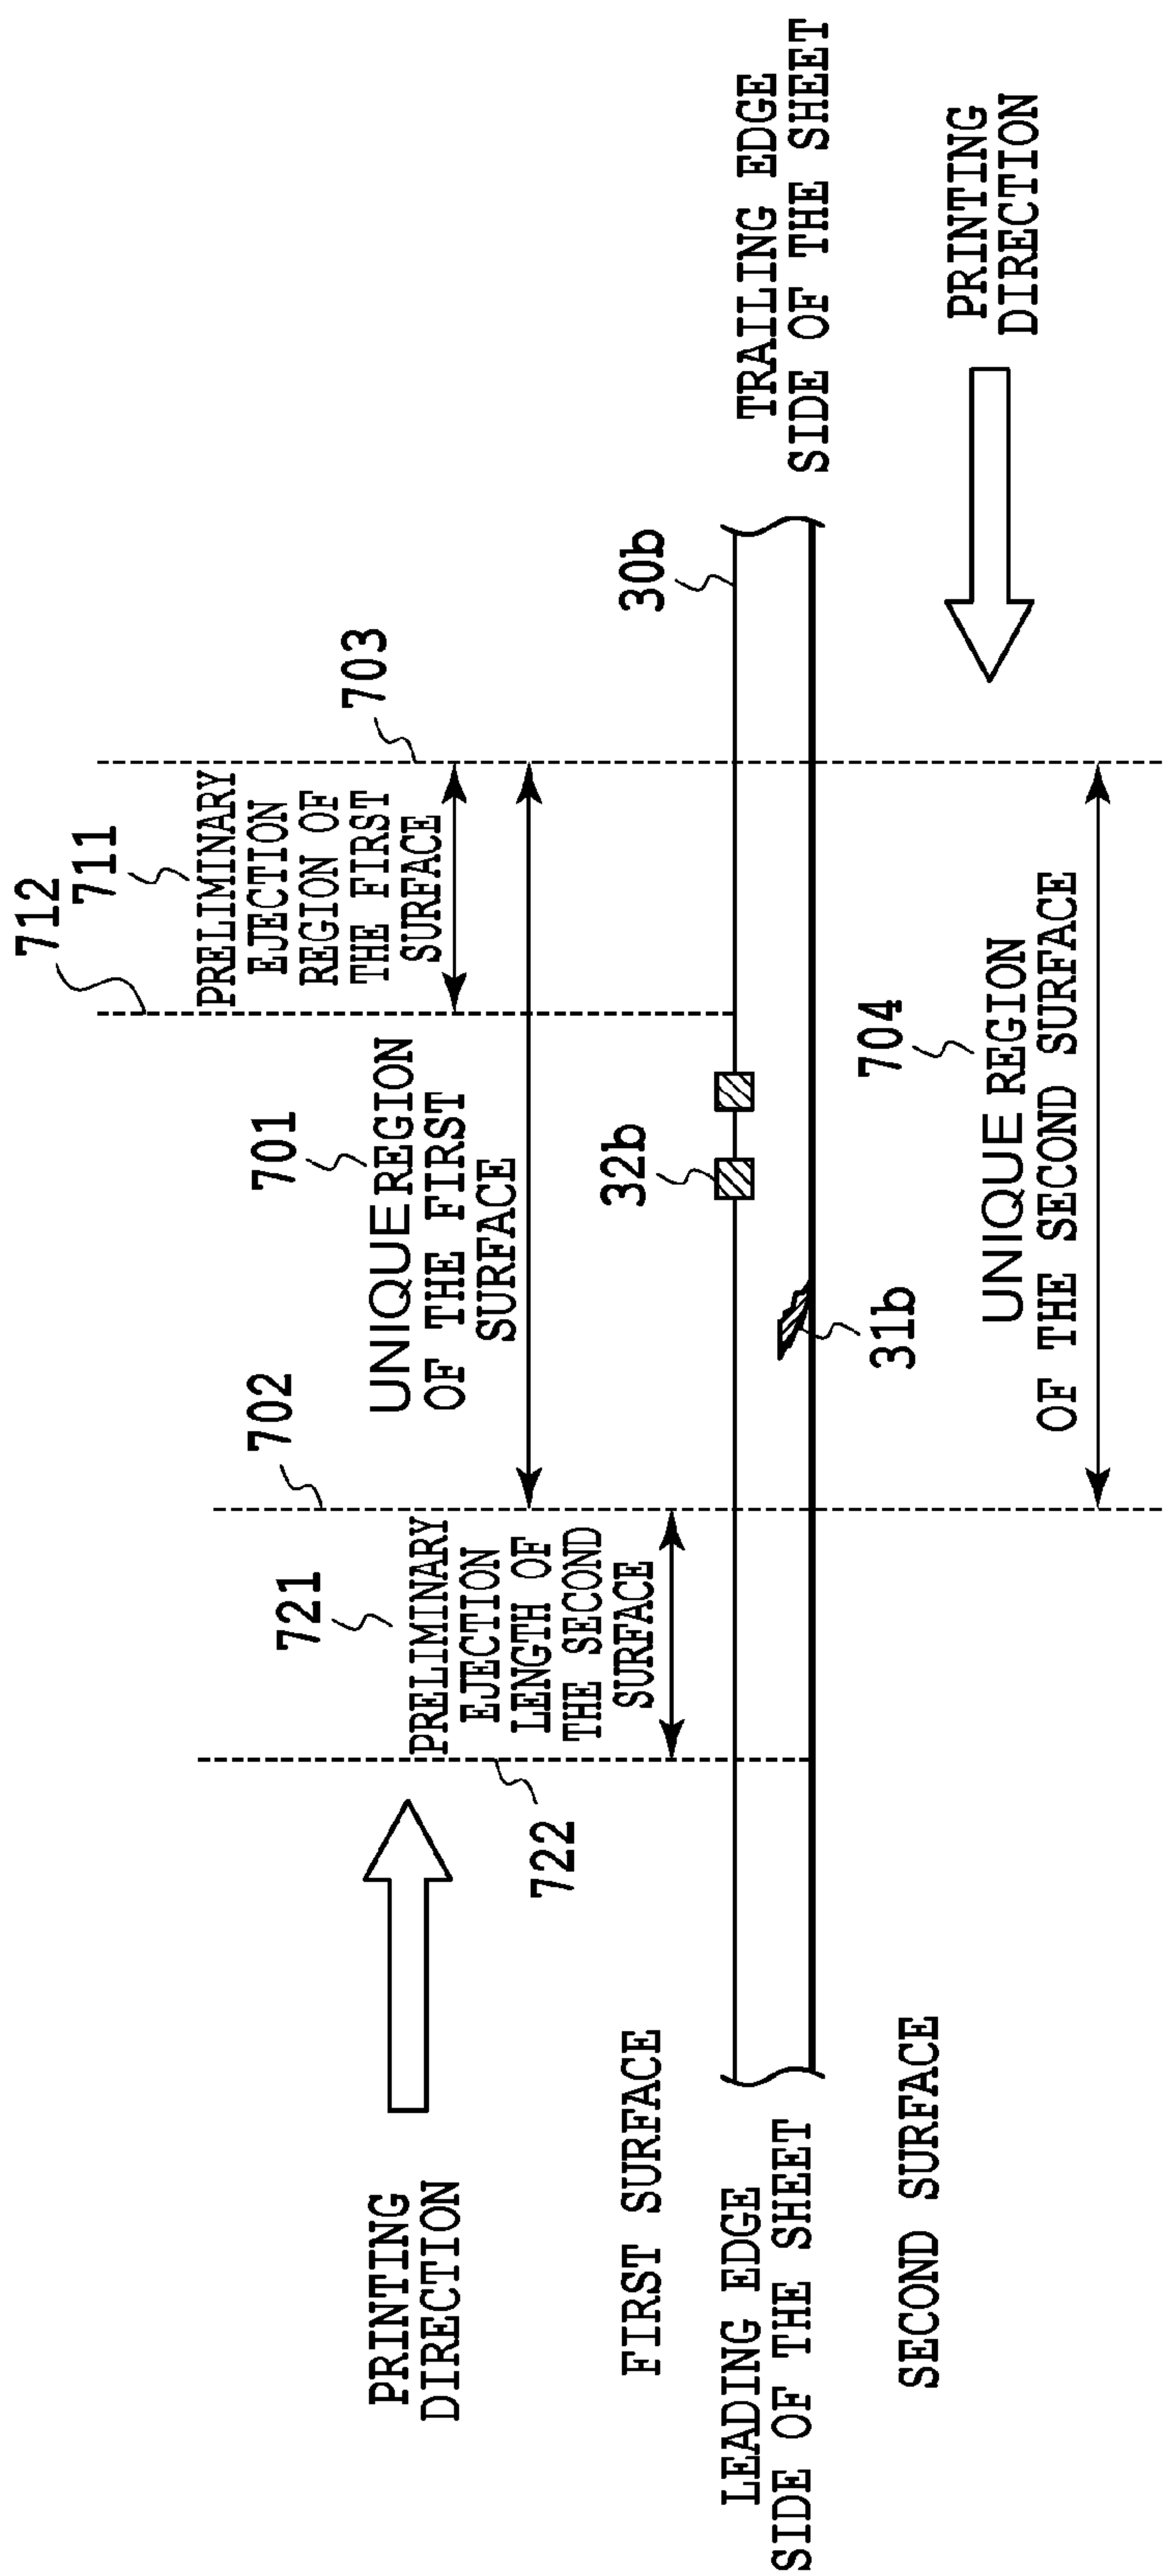 712
711
PRELIMINARY
EJECTION
REGION OF
THE FIRST
SURFACE
703
701
UNIQUE REGION
OF THE FIRST
SURFACE
702
721
PRELIMINARY
EJECTION
LENGTH OF
THE SECOND
SURFACE
722
PRINTING
DIRECTION
FIRST SURFACE
32b
30b
LEADING EDGE
SIDE OF THE SHEET
TRAILING EDGE
SIDE OF THE SHEET
31b
704
SECOND SURFACE
UNIQUE REGION
OF THE SECOND SURFACE
PRINTING
DIRECTION